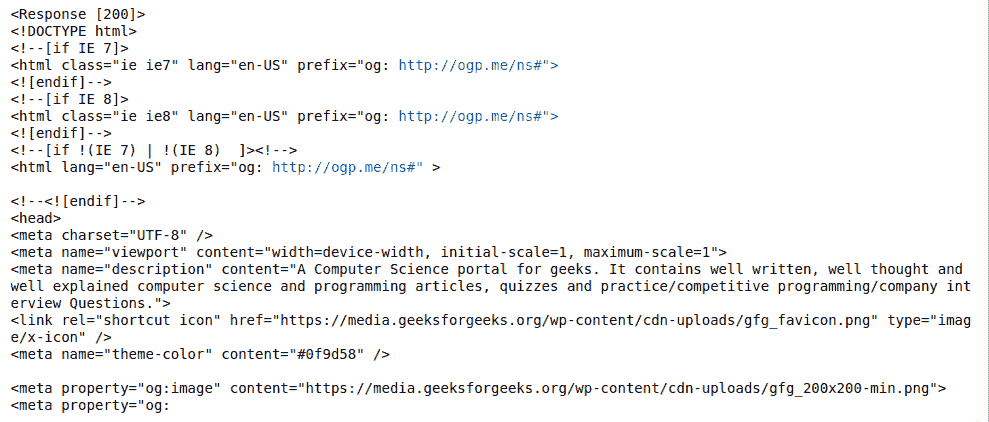 <Response [200]>
<!DOCTYPE html>
<!--[if IE 7]>
<html class="ie ie7" lang="en-US" prefix="og: http://ogp.me/ns#">
<![endif]-->
<!--[if IE 8]>
<html class="ie ie8" lang="en-US" prefix="og: http://ogp.me/ns#">
<![endif]-->
<!--[if !(IE 7) | !(IE 8)  ]><!-->
<html lang="en-US" prefix="og: http://ogp.me/ns#" >
<!--<![endif]-->
<head>
<meta charset="UTF-8" />
<meta name="viewport" content="width=device-width, initial-scale=1, maximum-scale=1">
<meta name="description" content="A Computer Science portal for geeks. It contains well written, well thought and
well explained computer science and programming articles, quizzes and practice/competitive programming/company int
erview Questions.">
<link rel="shortcut icon" href="https://media.geeksforgeeks.org/wp-content/cdn-uploads/gfg_favicon.png" type="imag
e/x-icon" />
<meta name="theme-color" content="#0f9d58" />
<meta property="og:image" content="https://media.geeksforgeeks.org/wp-content/cdn-uploads/gfg_200x200-min.png">
<meta property="og: